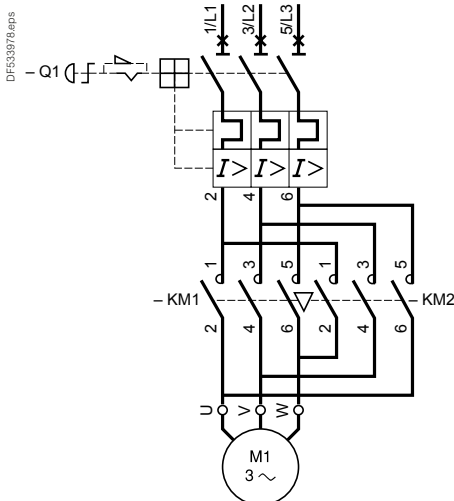 DF533978.eps
1/L1 3/L2 5/L3
– Q1
I> I> I>
2 4 6
1 3 5 1 3 5
– KM1 – KM2
2 4 6 2 4 6
U V W
M1
3 ~